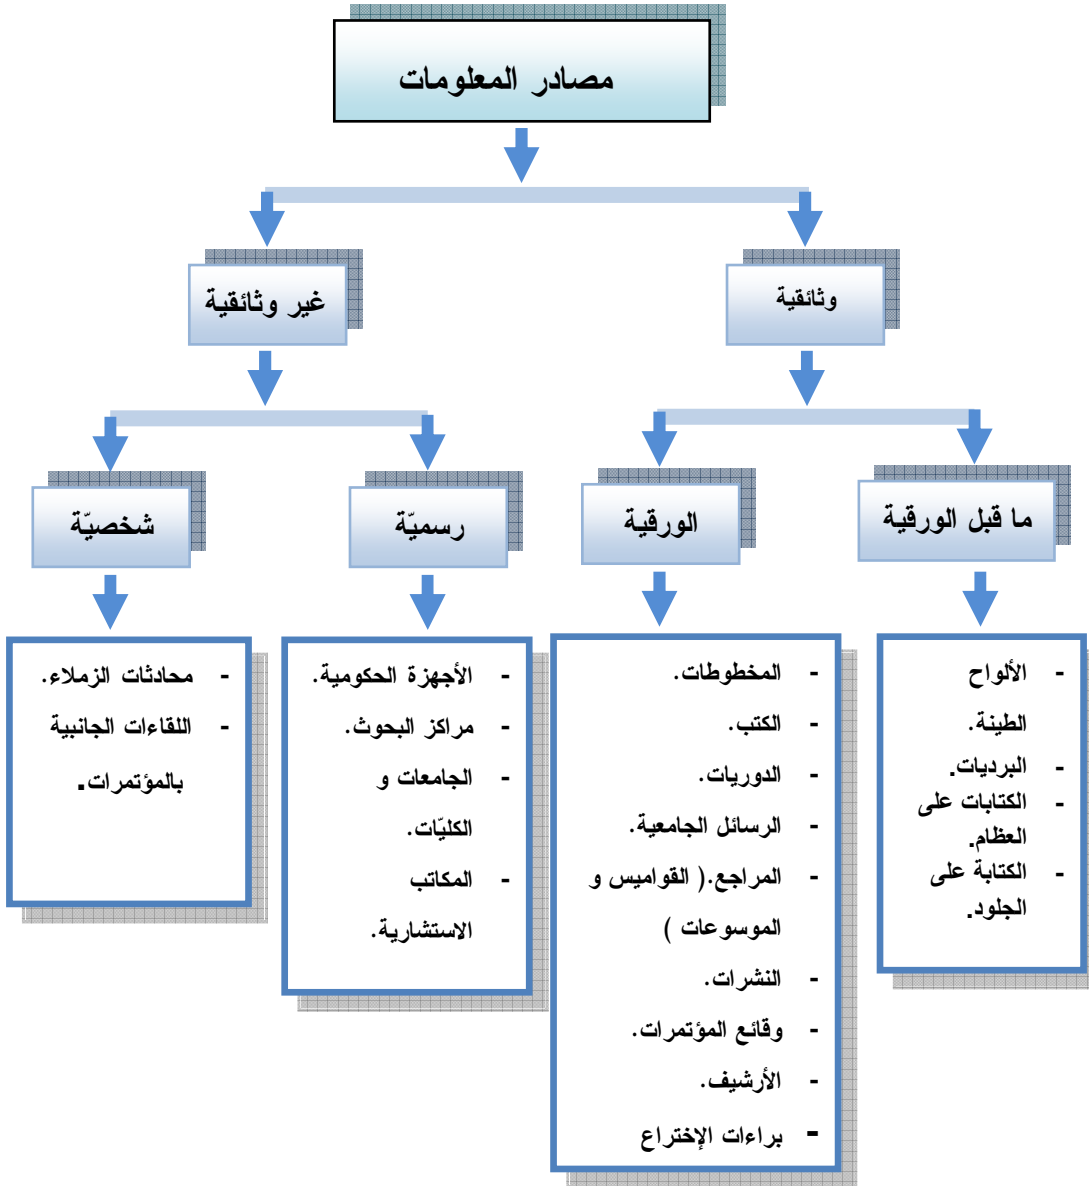 مصادر المعلومات
وثائقية
غير وثائقية
ما قبل الورقية
الورقية
رسميّة
شخصيّة
- الألواح
الطينة.
- البرديات.
- الكتابات على
العظام.
- الكتابة على
الجلود.
- المخطوطات.
- الكتب.
- الدوريات.
- الرسائل الجامعية.
- المراجع.( القواميس و
الموسوعات )
- النشرات.
- وقائع المؤتمرات.
- الأرشيف.
- براءات الإختراع
- الأجهزة الحكومية.
- مراكز البحوث.
- الجامعات و
الكليّات.
- المكاتب
الاستشارية.
- محادثات الزملاء.
- اللقاءات الجانبية
بالمؤتمرات.